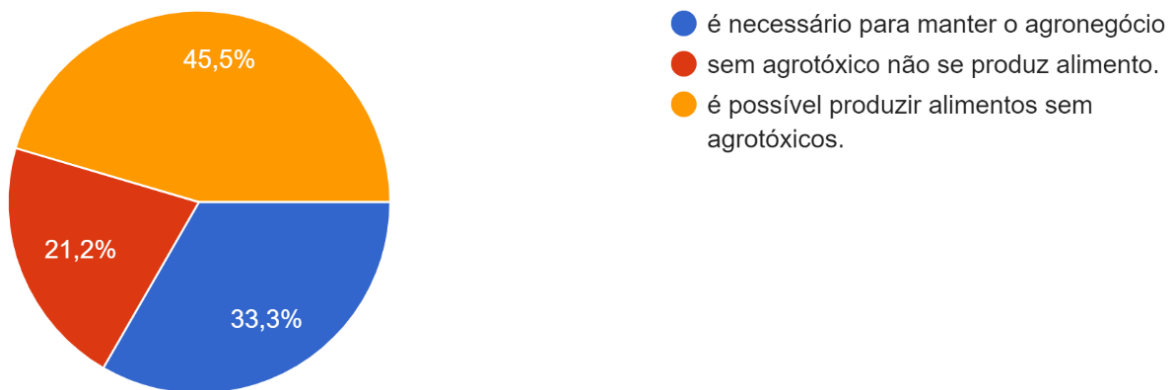 45,5%
21,2%
33,3%
é necessário para manter o agronegócio
sem agrotóxico não se produz alimento.
é possível produzir alimentos sem
agrotóxicos.